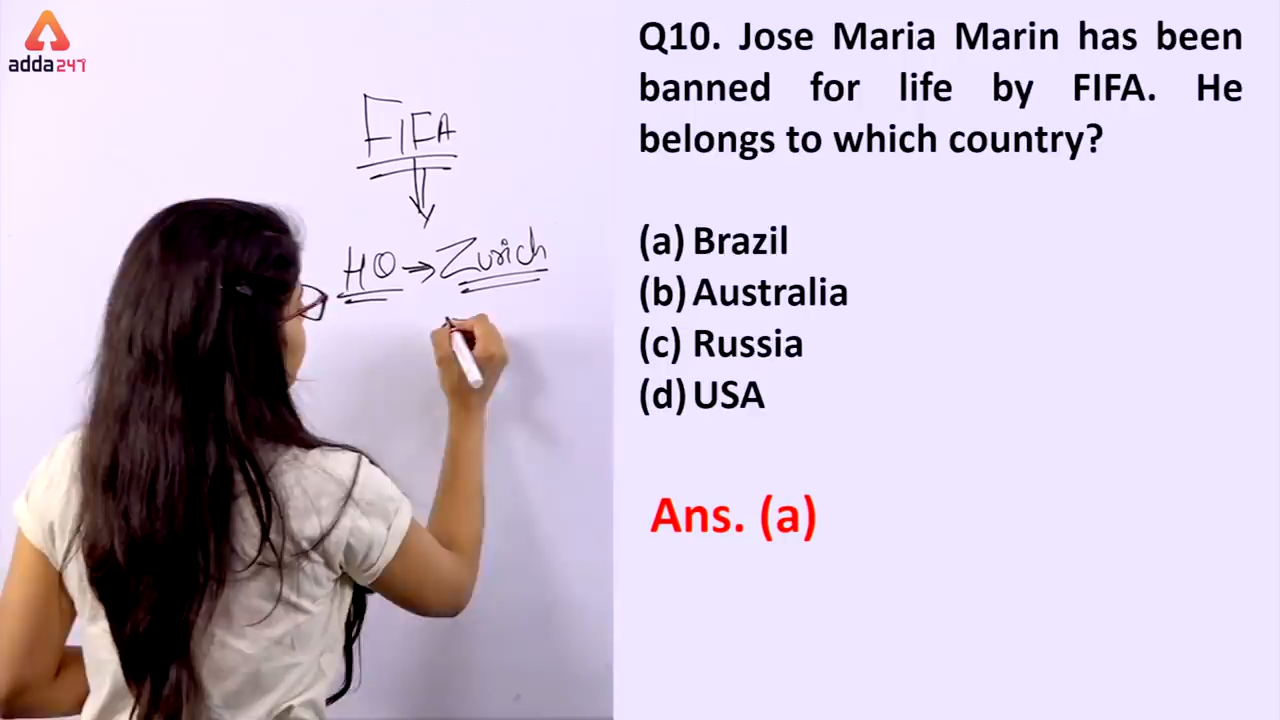 adda247
FIFA
HO → Zurich
Q10. Jose Maria Marin has been
banned for life by FIFA. He
belongs to which country?
(a) Brazil
(b) Australia
(c) Russia
(d) USA
Ans. (a)